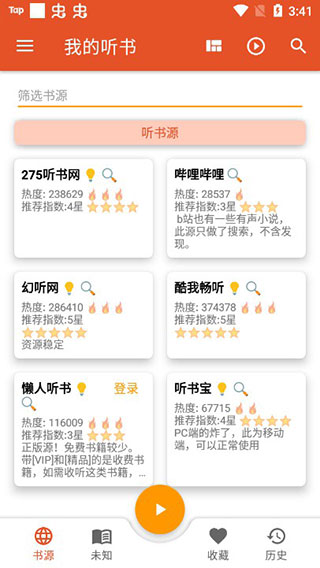 Tap 虫 虫 3:41
我的听书
筛选书源
听书源
275听书网
热度: 238629
推荐指数:4星
哔哩哔哩
热度: 28537
推荐指数:3星
b站也有一些有声小说，
此源只做了搜索，不含发
现。
幻听网
热度: 286410
推荐指数:5星
资源稳定
酷我畅听
热度: 374378
推荐指数:5星
懒人听书 登录
热度: 116009
推荐指数:3星
正版源！免费书籍较少。
带[VIP]和[精品]的是收费书
籍，如需收听这类书籍，...
听书宝
热度: 67715
推荐指数:4星
PC端的炸了，此为移动
端，可以正常使用
书源 未知 收藏 历史